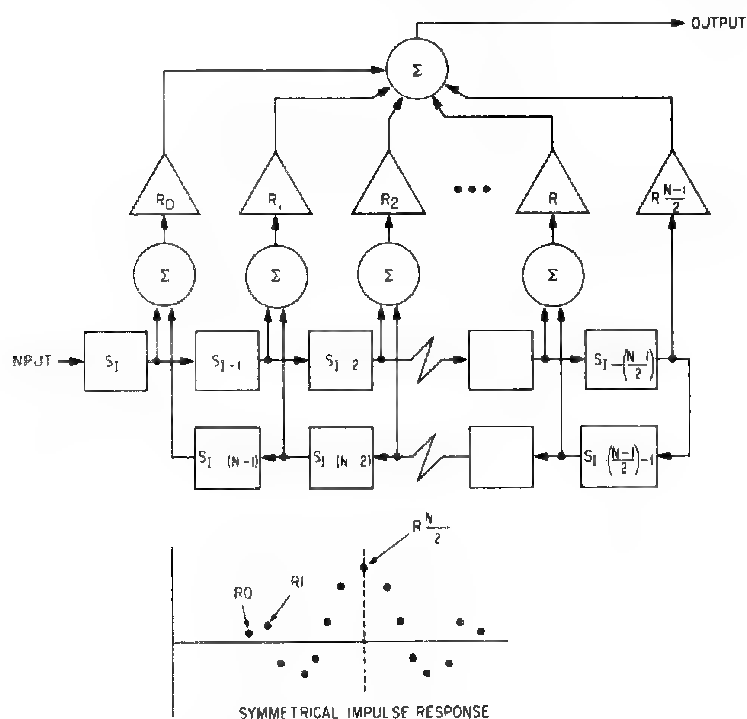 OUTPUT
Σ
R0 R1 R2 ••• R R N-1/2
Σ Σ Σ Σ
INPUT SI SI-1 SI 2 SI-(N-1/2)
SI (N-1) SI (N-2) SI-(N-1/2)-1
R N/2
R0 R1
SYMMETRICAL IMPULSE RESPONSE